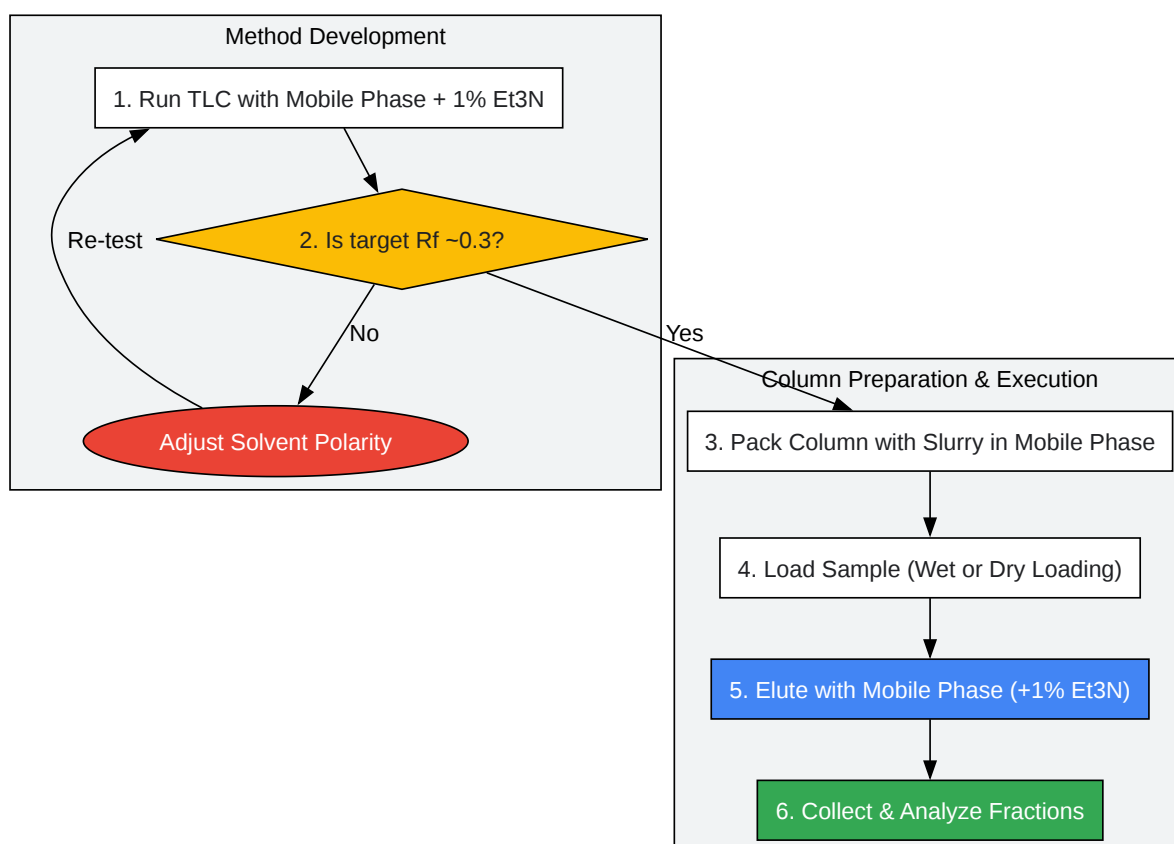 Method Development
1. Run TLC with Mobile Phase + 1% Et3N
Re-test
2. Is target Rf ~0.3?
No
Yes
Adjust Solvent Polarity
Column Preparation & Execution
3. Pack Column with Slurry in Mobile Phase
4. Load Sample (Wet or Dry Loading)
5. Elute with Mobile Phase (+1% Et3N)
6. Collect & Analyze Fractions